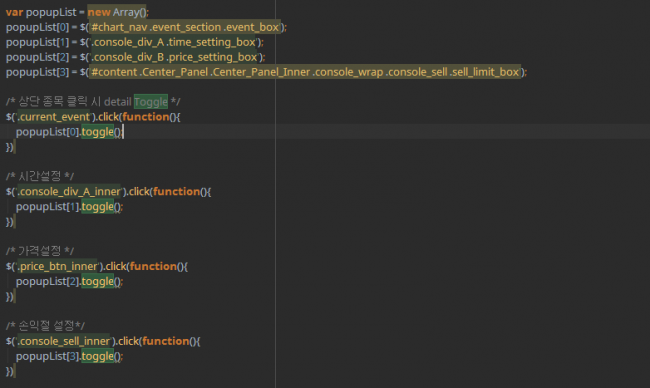 var popupList = new Array();
popupList[0] = $('#chart_nav .event_section .event_box');
popupList[1] = $('.console_div_A .time_setting_box');
popupList[2] = $('.console_div_B .price_setting_box');
popupList[3] = $('#content .Center_Panel .Center_Panel_Inner .console_wrap .console_sell .sell_limit_box');
/* 상단 종목 클릭 시 detail Toggle */
$('.current_event').click(function(){
popupList[0].toggle();
})
/* 시간설정 */
$('.console_div_A_inner').click(function(){
popupList[1].toggle();
})
/* 가격설정 */
$('.price_btn_inner').click(function(){
popupList[2].toggle();
})
/* 손익절 설정*/
$('.console_sell_inner').click(function(){
popupList[3].toggle();
})